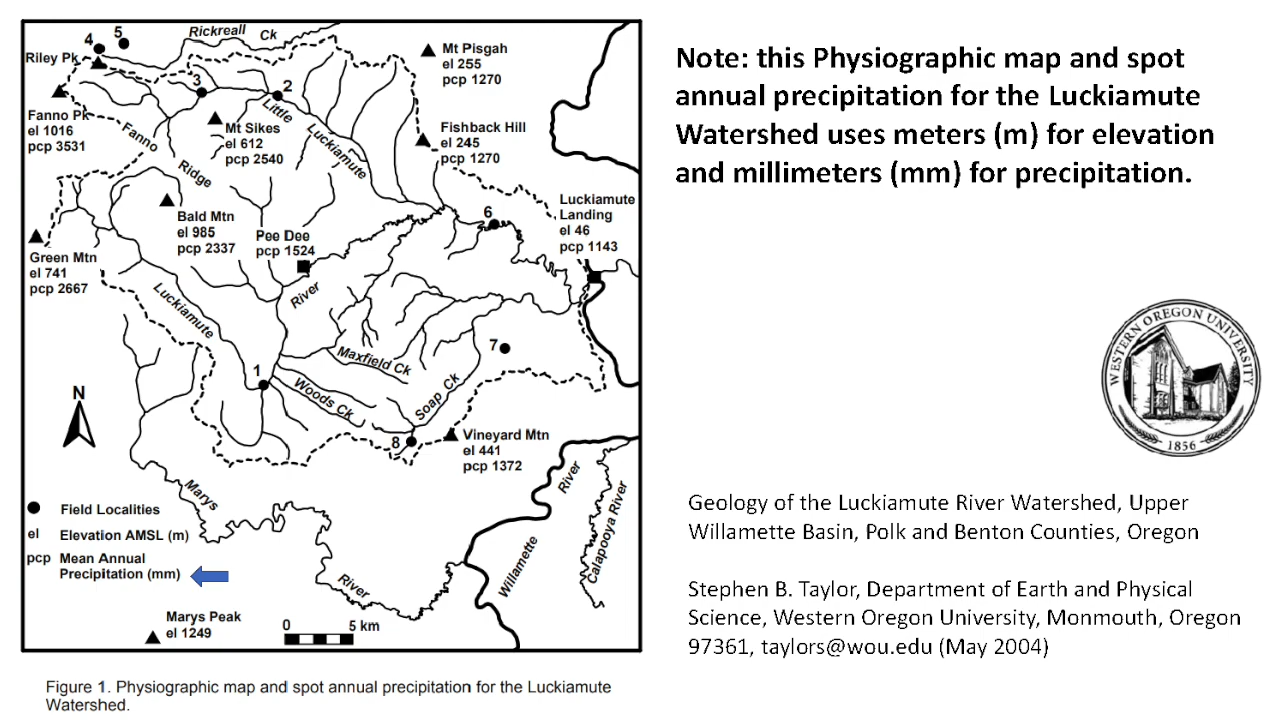 Rickreall Ck
4
5
Riley Pk
Mt Pisgah
el 255
pcp 1270
3
2
Fanno Pk
el 1016
pcp 3531
Fanno
Ridge
Mt Sikes
el 612
pcp 2540
Little
Luckiamute
Fishback Hill
el 245
pcp 1270
Bald Mtn
el 985
pcp 2337
Pee Dee
pcp 1524
6
Luckiamute
Landing
el 46
pcp 1143
Green Mtn
el 741
pcp 2667
Luckiamute
River
7
Maxfield Ck
1
Woods Ck
Soap Ck
N
8
Vineyard Mtn
el 441
pcp 1372
Marys
River
Willamette
River
Calapooya River
Field Localities
el Elevation AMSL (m)
pcp Mean Annual
Precipitation (mm)
Marys Peak
el 1249
0 5 km
Figure 1. Physiographic map and spot annual precipitation for the Luckiamute
Watershed.
Note: this Physiographic map and spot
annual precipitation for the Luckiamute
Watershed uses meters (m) for elevation
and millimeters (mm) for precipitation.
WESTERN OREGON UNIVERSITY
1856
Geology of the Luckiamute River Watershed, Upper
Willamette Basin, Polk and Benton Counties, Oregon
Stephen B. Taylor, Department of Earth and Physical
Science, Western Oregon University, Monmouth, Oregon
97361, taylors@wou.edu (May 2004)